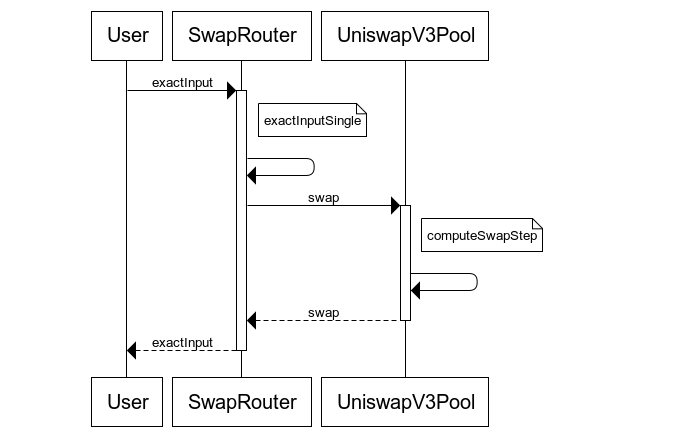 User
SwapRouter
UniswapV3Pool
exactInput
exactInputSingle
swap
computeSwapStep
swap
exactInput
User
SwapRouter
UniswapV3Pool